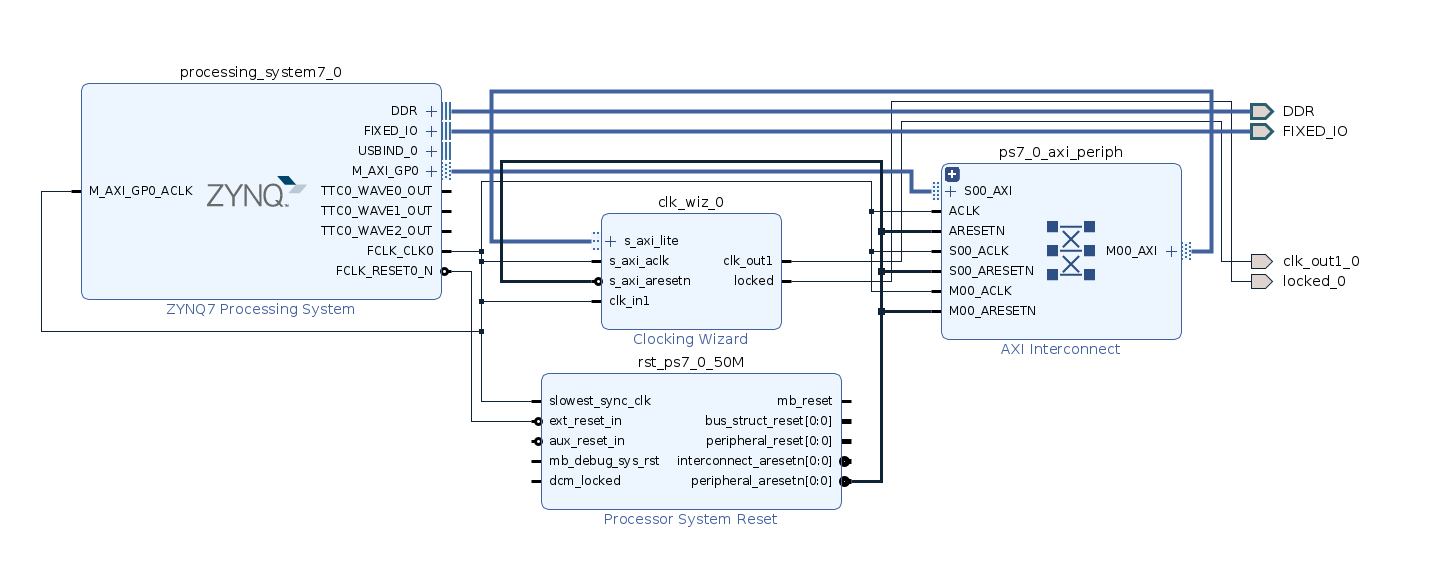 processing_system7_0
DDR
FIXED_IO
USBIND_0
M_AXI_GP0
M_AXI_GP0_ACLK
ZYNQ
TTC0_WAVE0_OUT
TTC0_WAVE1_OUT
TTC0_WAVE2_OUT
FCLK_CLK0
FCLK_RESET0_N
ZYNQ7 Processing System
clk_wiz_0
s_axi_lite
s_axi_aclk
s_axi_aresetn
clk_in1
clk_out1
locked
Clocking Wizard
rst_ps7_0_50M
slowest_sync_clk
ext_reset_in
aux_reset_in
mb_debug_sys_rst
dcm_locked
mb_reset
bus_struct_reset[0:0]
peripheral_reset[0:0]
interconnect_aresetn[0:0]
peripheral_aresetn[0:0]
Processor System Reset
ps7_0_axi_periph
S00_AXI
ACLK
ARESETN
S00_ACLK
S00_ARESETN
M00_ACLK
M00_ARESETN
M00_AXI
AXI Interconnect
DDR
FIXED_IO
clk_out1_0
locked_0